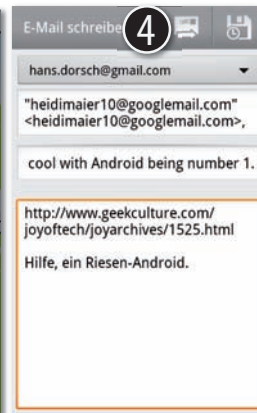 E-Mail schreibe
4
hans.dorsch@gmail.com
"heidimaier10@googlemail.com"
<heidimaier10@googlemail.com>,
cool with Android being number 1.
http://www.geekculture.com/
joyoftech/joyarchives/1525.html
Hilfe, ein Riesen-Android.